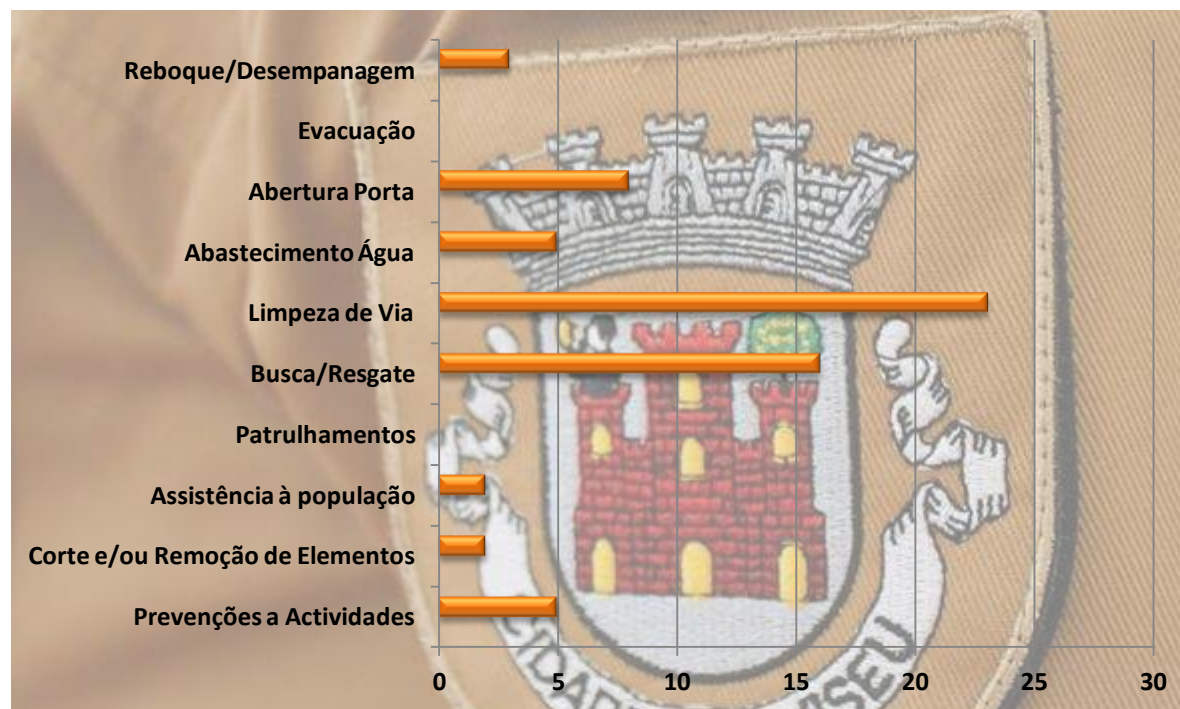 Reboque/Desempanagem
Evacuação
Abertura Porta
Abastecimento Água
Limpeza de Via
Busca/Resgate
Patrulhamentos
Assistência à população
Corte e/ou Remoção de Elementos
Prevenções a Actividades
0 5 10 15 20 25 30